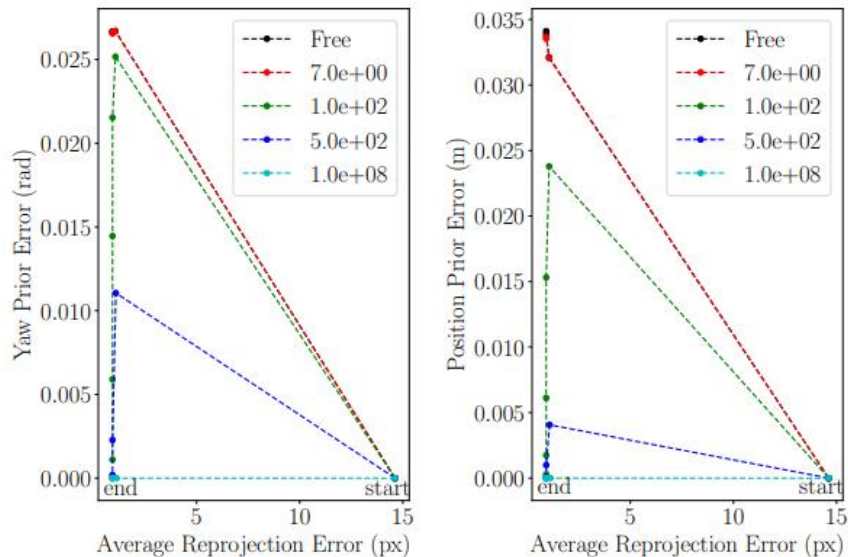 Yaw Prior Error (rad)
0.025
0.020
0.015
0.010
0.005
0.000
Free
7.0e+00
1.0e+02
5.0e+02
1.0e+08
end
start
5
10
15
Average Reprojection Error (px)
Position Prior Error (m)
0.035
0.030
0.025
0.020
0.015
0.010
0.005
0.000
Free
7.0e+00
1.0e+02
5.0e+02
1.0e+08
end
start
5
10
15
Average Reprojection Error (px)